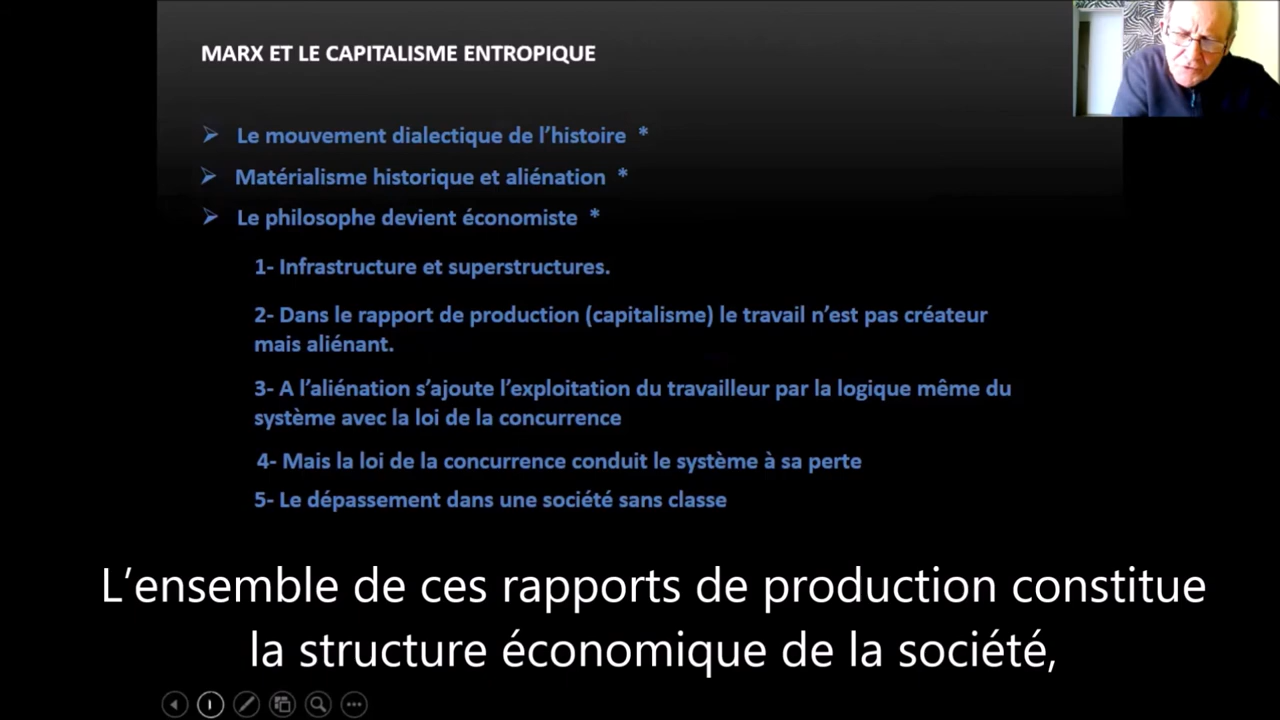 MARX ET LE CAPITALISME ENTROPIQUE
➢ Le mouvement dialectique de l’histoire *
➢ Matérialisme historique et aliénation *
➢ Le philosophe devient économiste *
1- Infrastructure et superstructures.
2- Dans le rapport de production (capitalisme) le travail n’est pas créateur
mais aliénant.
3- A l’aliénation s’ajoute l’exploitation du travailleur par la logique même du
système avec la loi de la concurrence
4- Mais la loi de la concurrence conduit le système à sa perte
5- Le dépassement dans une société sans classe
L’ensemble de ces rapports de production constitue
la structure économique de la société,